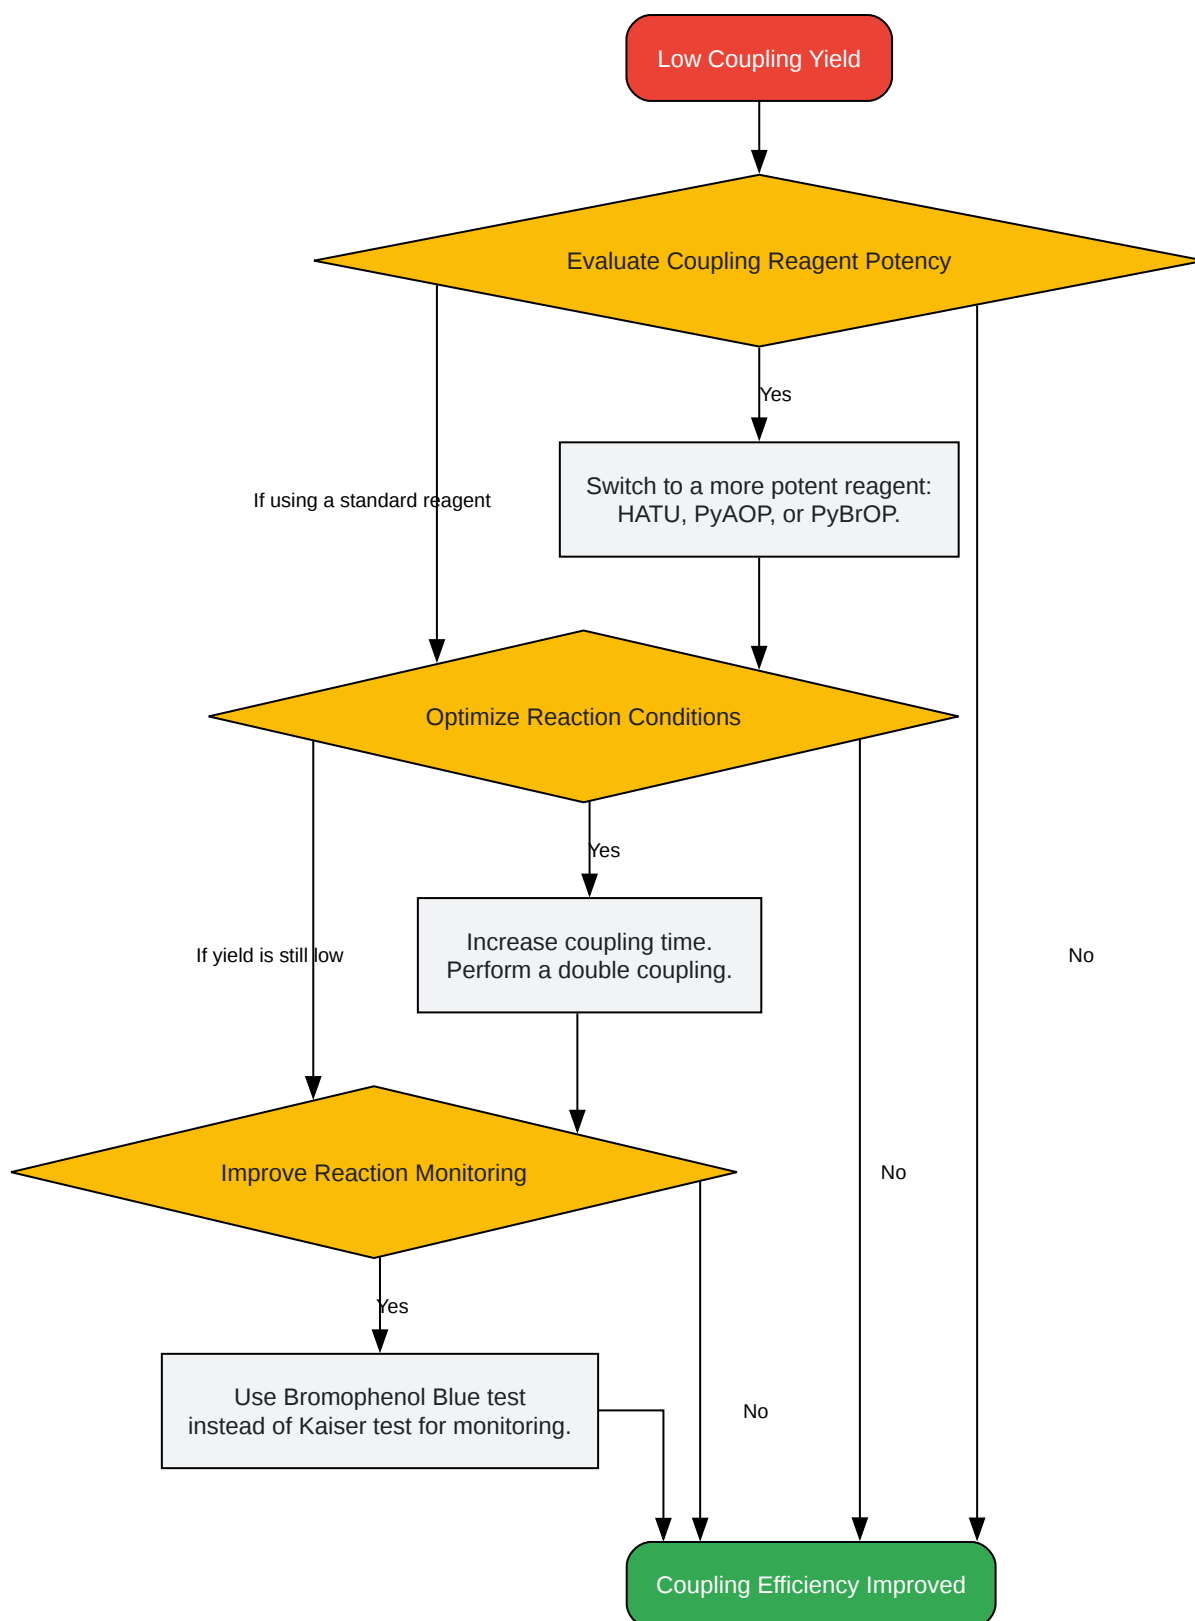 Low Coupling Yield
Evaluate Coupling Reagent Potency
Yes
Switch to a more potent reagent:
HATU, PyAOP, or PyBrOP.
If using a standard reagent
Optimize Reaction Conditions
Yes
Increase coupling time.
Perform a double coupling.
If yield is still low
No
Improve Reaction Monitoring
No
Yes
Use Bromophenol Blue test
instead of Kaiser test for monitoring.
No
Coupling Efficiency Improved